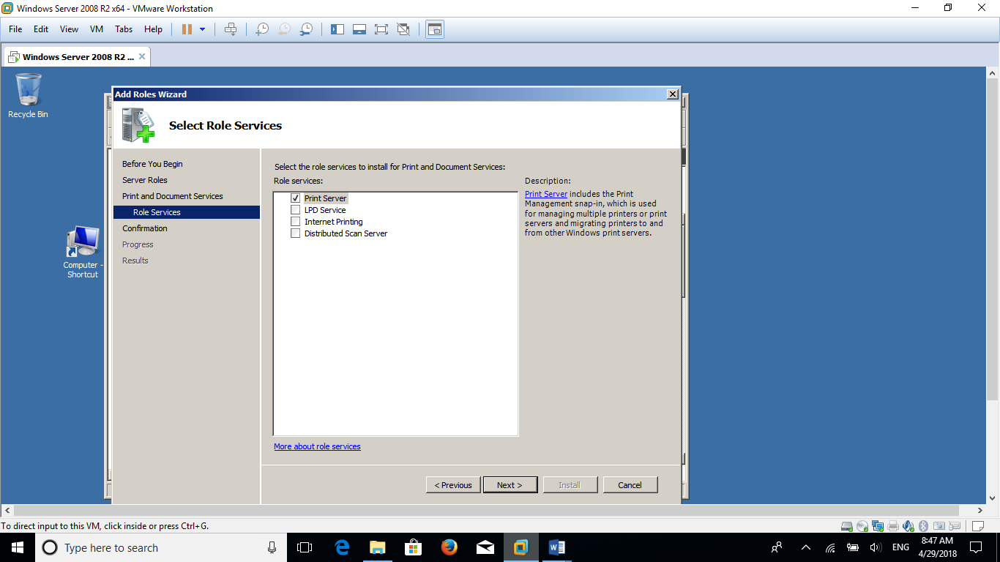 Windows Server 2008 R2 x64 - VMware Workstation
File Edit View VM Tabs Help
Windows Server 2008 R2 ...
Recycle Bin
Computer -
Shortcut
Add Roles Wizard
Select Role Services
Before You Begin
Server Roles
Print and Document Services
Role Services
Confirmation
Progress
Results
Select the role services to install for Print and Document Services:
Role services:
Print Server
LPD Service
Internet Printing
Distributed Scan Server
More about role services
Description:
Print Server includes the Print
Management snap-in, which is used
for managing multiple printers or print
servers and migrating printers to and
from other Windows print servers.
< Previous Next > Install Cancel
To direct input to this VM, click inside or press Ctrl+G.
Type here to search
ENG
8:47 AM
4/29/2018